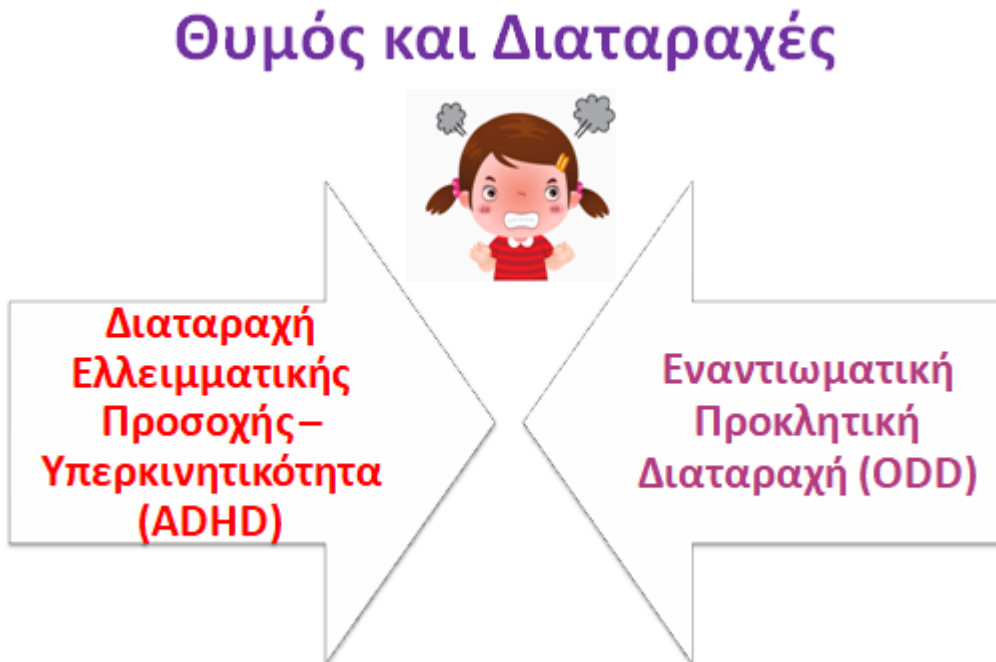 Θυμός και Διαταραχές
Διαταραχή
Ελλειμματικής
Προσοχής –
Υπερκινητικότητα
(ADHD)
Εναντιωματική
Προκλητική
Διαταραχή (ODD)